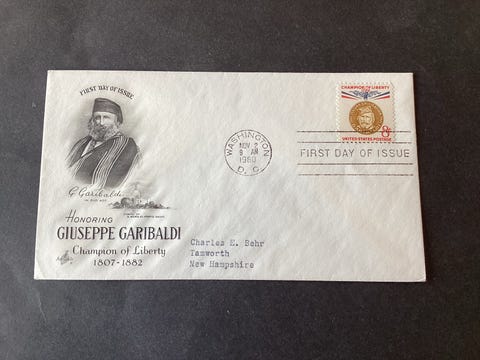 FIRST DAY OF ISSUE
G Garibaldi
HONORING
GIUSEPPE GARIBALDI
Champion of Liberty
1807-1882
WASHINGTON
NOV 2
9 AM
1960
D. C.
CHAMPION OF LIBERTY
8¢
UNITED STATES POSTAGE
FIRST DAY OF ISSUE
Charles E. Behr
Tamworth
New Hampshire